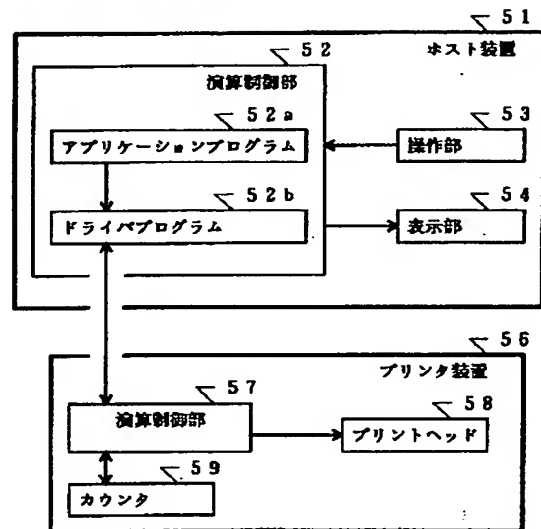 51
ホスト装置
52
演算制御部
52a
アプリケーションプログラム
52b
ドライバプログラム
53
操作部
54
表示部
56
プリンタ装置
57
演算制御部
58
プリントヘッド
59
カウンタ